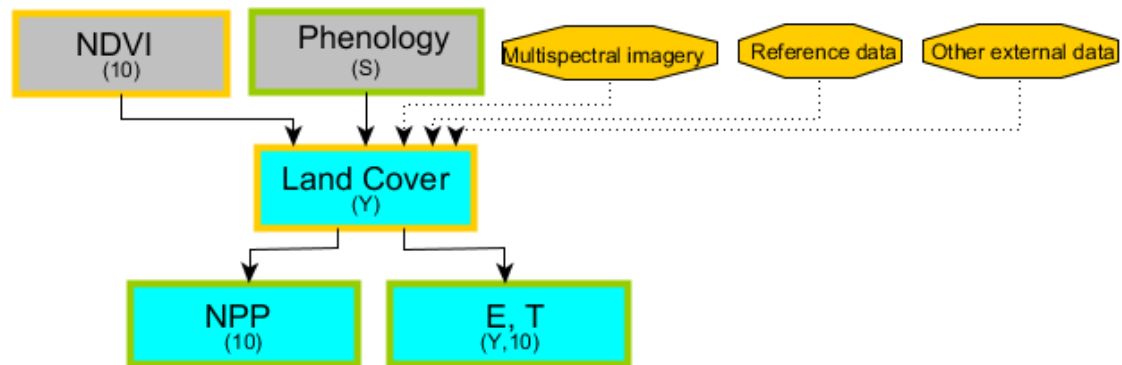 NDVI
(10)
Phenology
(S)
Multispectral imagery
Reference data
Other external data
Land Cover
(Y)
NPP
(10)
E, T
(Y,10)